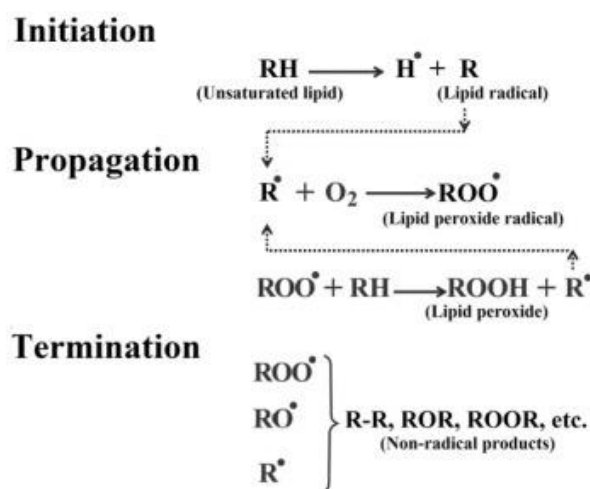 Initiation
RH ⟶ H• + R
(Unsaturated lipid) (Lipid radical)
Propagation
R• + O₂ ⟶ ROO•
(Lipid peroxide radical)
ROO• + RH ⟶ ROOH + R•
(Lipid peroxide)
Termination
ROO•
RO•
R•
R-R, ROR, ROOR, etc.
(Non-radical products)